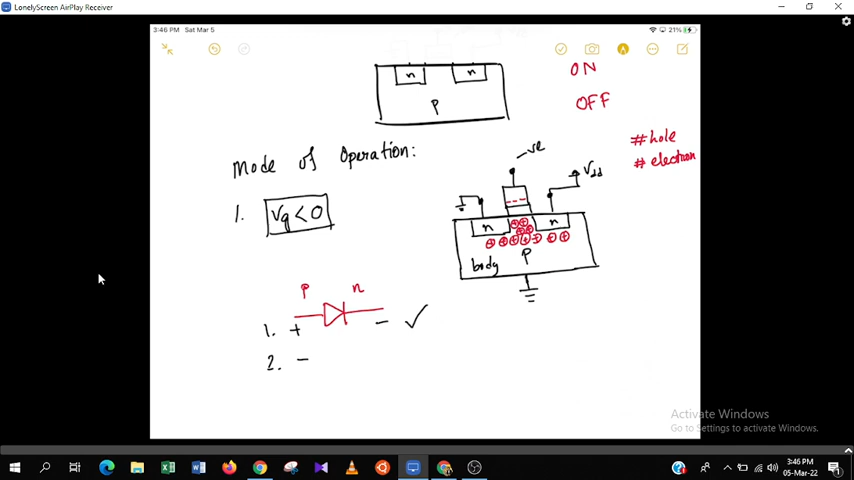 LonelyScreen AirPlay Receiver
3:46 PM Sat Mar 5
21%
n n
P
ON
OFF
# hole
# electron
Mode of Operation:
-ve
Vdd
1. Vg < 0
n n
body P
P n
1. + - ✓
2. -
Activate Windows
Go to Settings to activate Windows.
3:46 PM
05-Mar-22